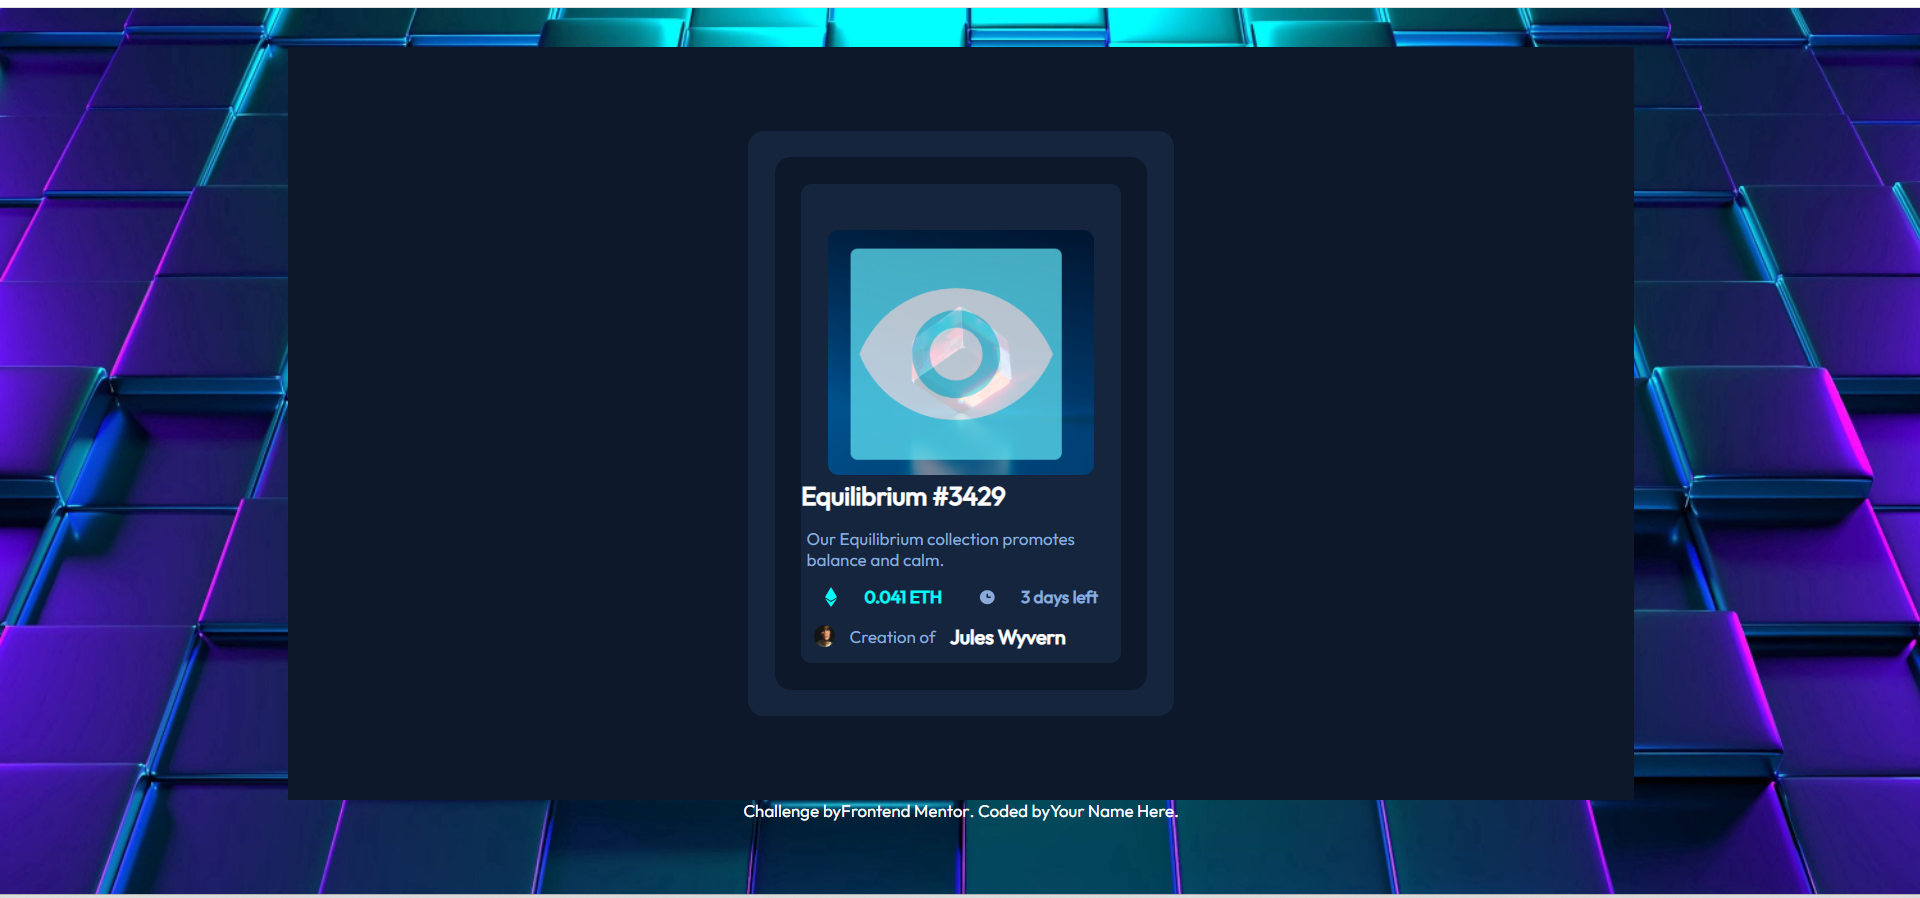 Equilibrium #3429
Our Equilibrium collection promotes
balance and calm.
0.041 ETH 3 days left
Creation of Jules Wyvern
Challenge byFrontend Mentor. Coded byYour Name Here.